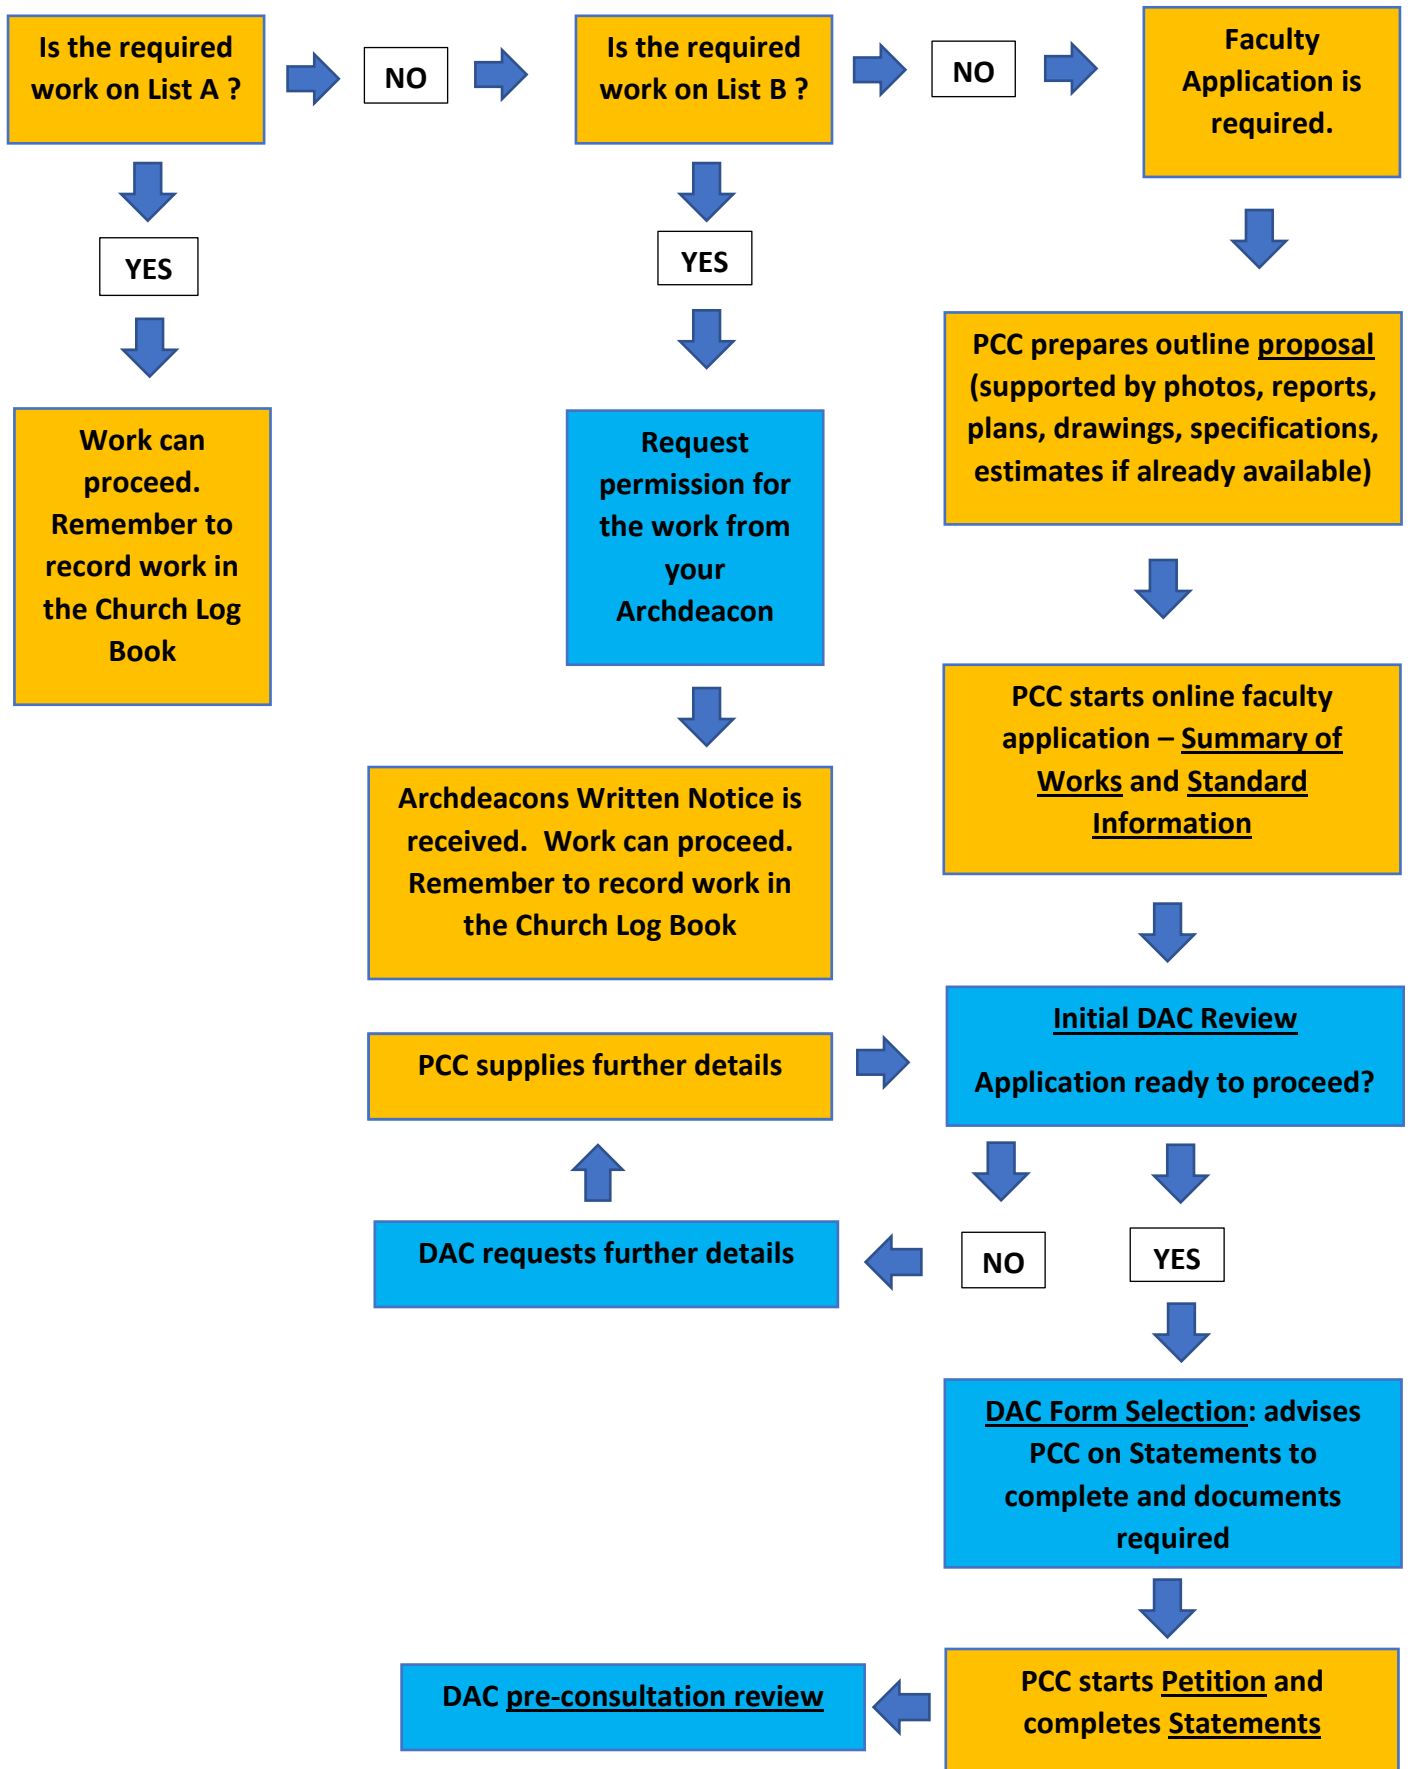 Is the required
work on List A ?
NO
Is the required
work on List B ?
NO
Faculty
Application is
required.
YES
YES
Work can
proceed.
Remember to
record work in
the Church Log
Book
Request
permission for
the work from
your
Archdeacon
PCC prepares outline proposal
(supported by photos, reports,
plans, drawings, specifications,
estimates if already available)
PCC starts online faculty
application – Summary of
Works and Standard
Information
Archdeacons Written Notice is
received.  Work can proceed.
Remember to record work in
the Church Log Book
PCC supplies further details
Initial DAC Review
Application ready to proceed?
DAC requests further details
NO
YES
DAC Form Selection: advises
PCC on Statements to
complete and documents
required
DAC pre-consultation review
PCC starts Petition and
completes Statements